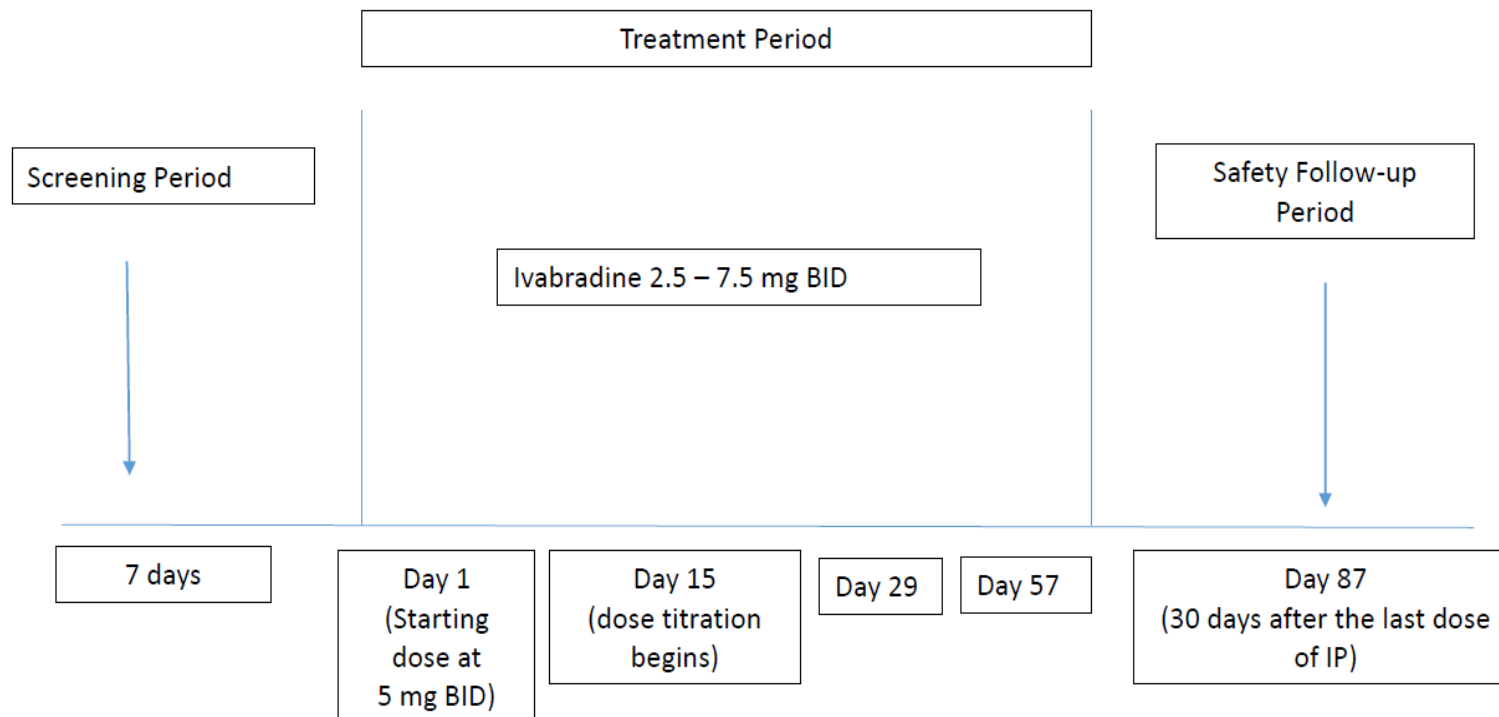 Treatment Period
Screening Period
Safety Follow-up
Period
Ivabradine 2.5 – 7.5 mg BID
7 days
Day 1
(Starting
dose at
5 mg BID)
Day 15
(dose titration
begins)
Day 29
Day 57
Day 87
(30 days after the last dose
of IP)